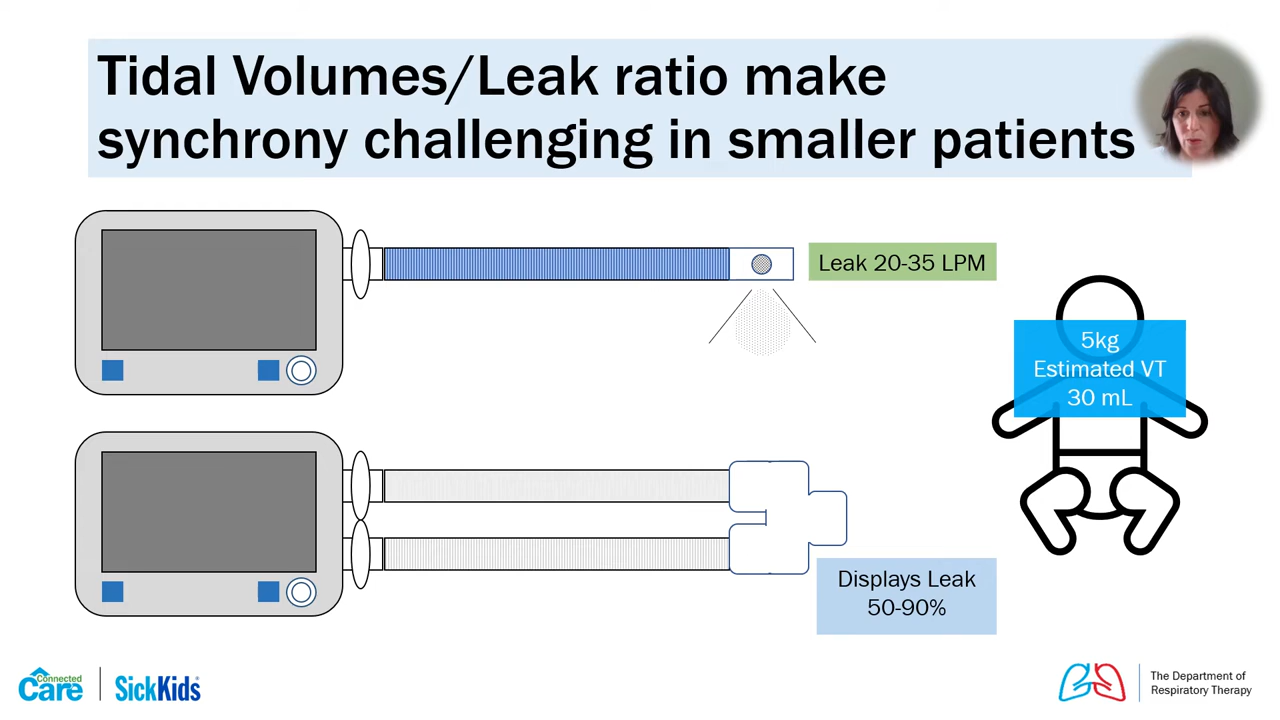 Tidal Volumes/Leak ratio make
synchrony challenging in smaller patients
Leak 20-35 LPM
5kg
Estimated VT
30 mL
Displays Leak
50-90%
Connected
Care
SickKids®
The Department of
Respiratory Therapy